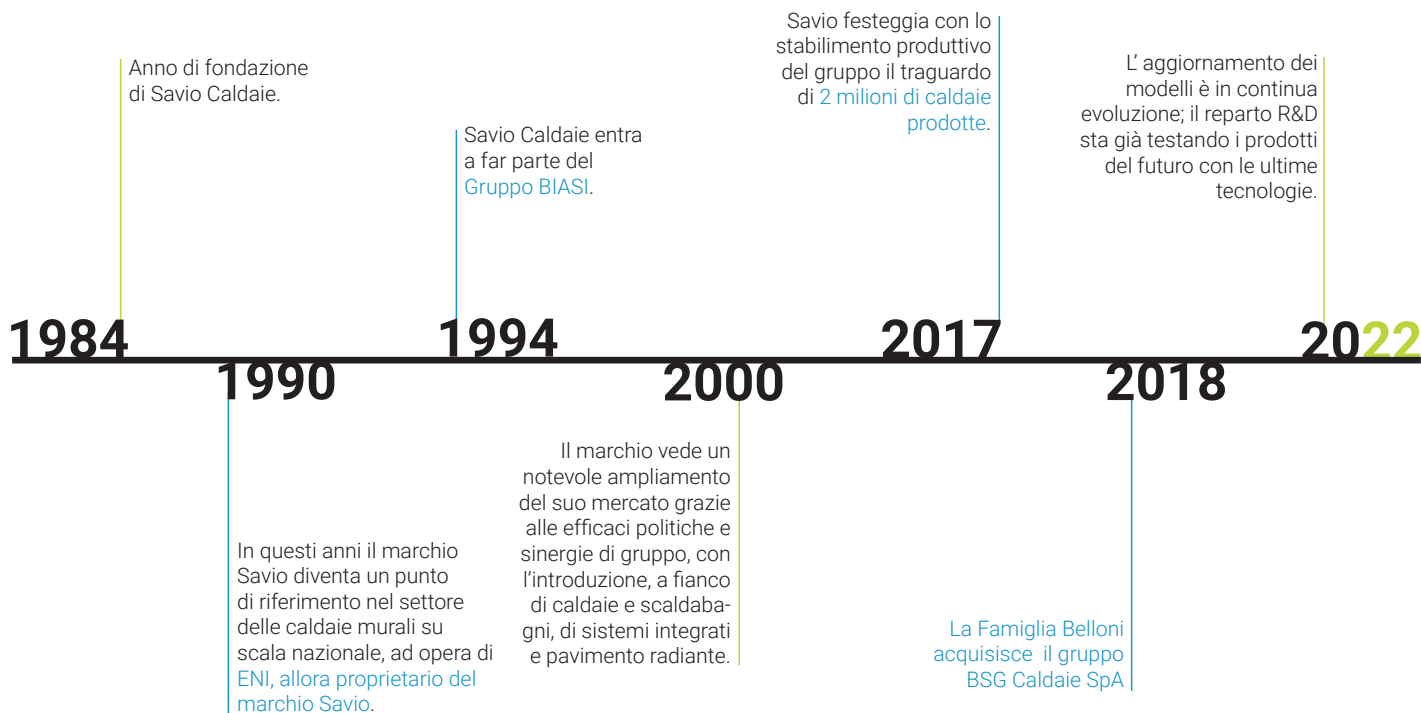 1984
Anno di fondazione
di Savio Caldaie.
1990
In questi anni il marchio
Savio diventa un punto
di riferimento nel settore
delle caldaie murali su
scala nazionale, ad opera di
ENI, allora proprietario del
marchio Savio.
1994
Savio Caldaie entra
a far parte del
Gruppo BIASI.
2000
Il marchio vede un
notevole ampliamento
del suo mercato grazie
alle efficaci politiche e
sinergie di gruppo, con
l'introduzione, a fianco
di caldaie e scaldaba-
gni, di sistemi integrati
e pavimento radiante.
2017
Savio festeggia con lo
stabilimento produttivo
del gruppo il traguardo
di 2 milioni di caldaie
prodotte.
2018
La Famiglia Belloni
acquisisce  il gruppo
BSG Caldaie SpA
2022
L' aggiornamento dei
modelli è in continua
evoluzione; il reparto R&D
sta già testando i prodotti
del futuro con le ultime
tecnologie.